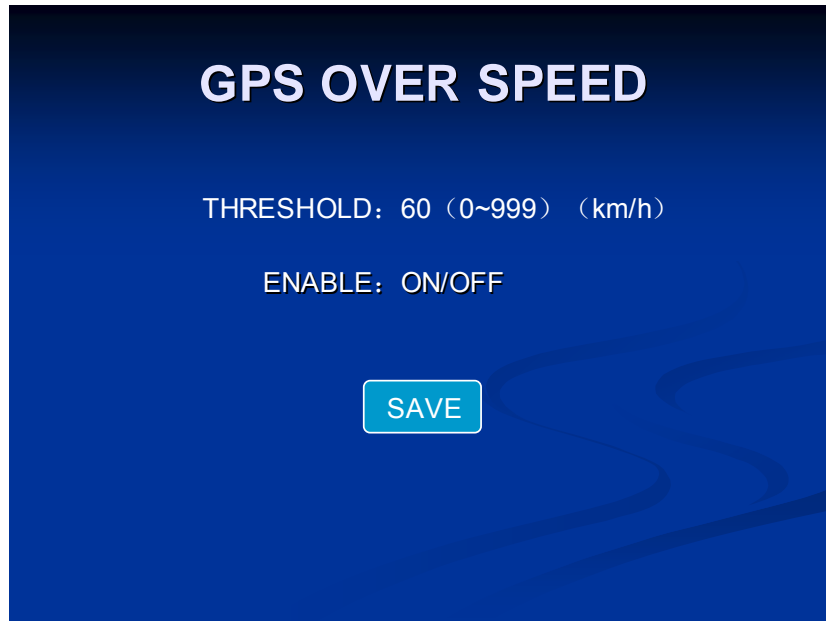 GPS OVER SPEED
THRESHOLD：60（0~999）（km/h）
ENABLE：ON/OFF
SAVE